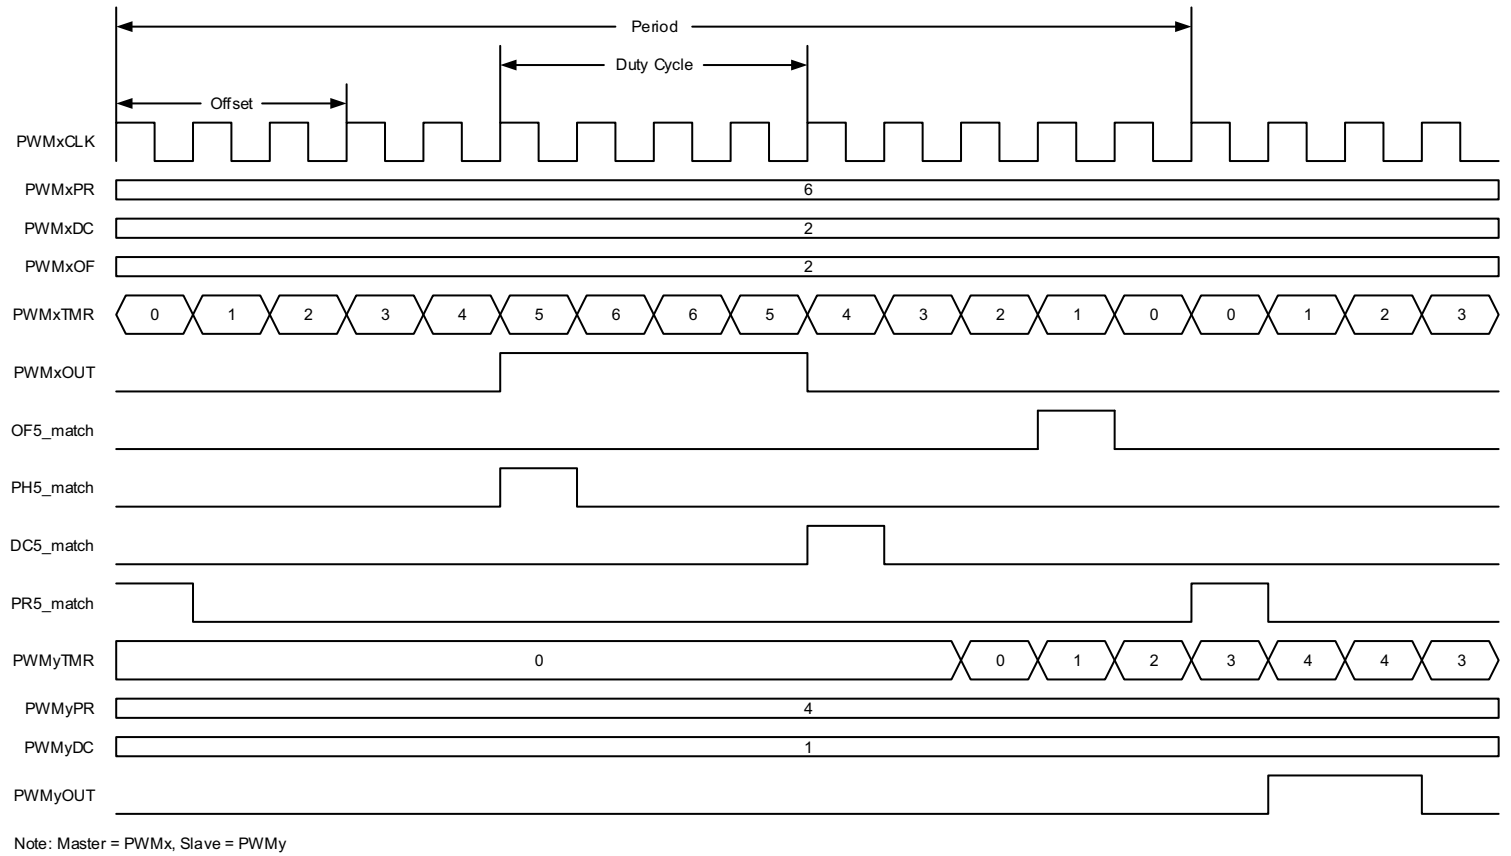 Period
Duty Cycle
Offset
PWMxCLK
PWMxPR 6
PWMxDC 2
PWMxOF 2
PWMxTMR 0 1 2 3 4 5 6 6 5 4 3 2 1 0 0 1 2 3
PWMxOUT
OF5_match
PH5_match
DC5_match
PR5_match
PWMyTMR 0 0 1 2 3 4 4 3
PWMyPR 4
PWMyDC 1
PWMyOUT
Note: Master = PWMx, Slave = PWMy